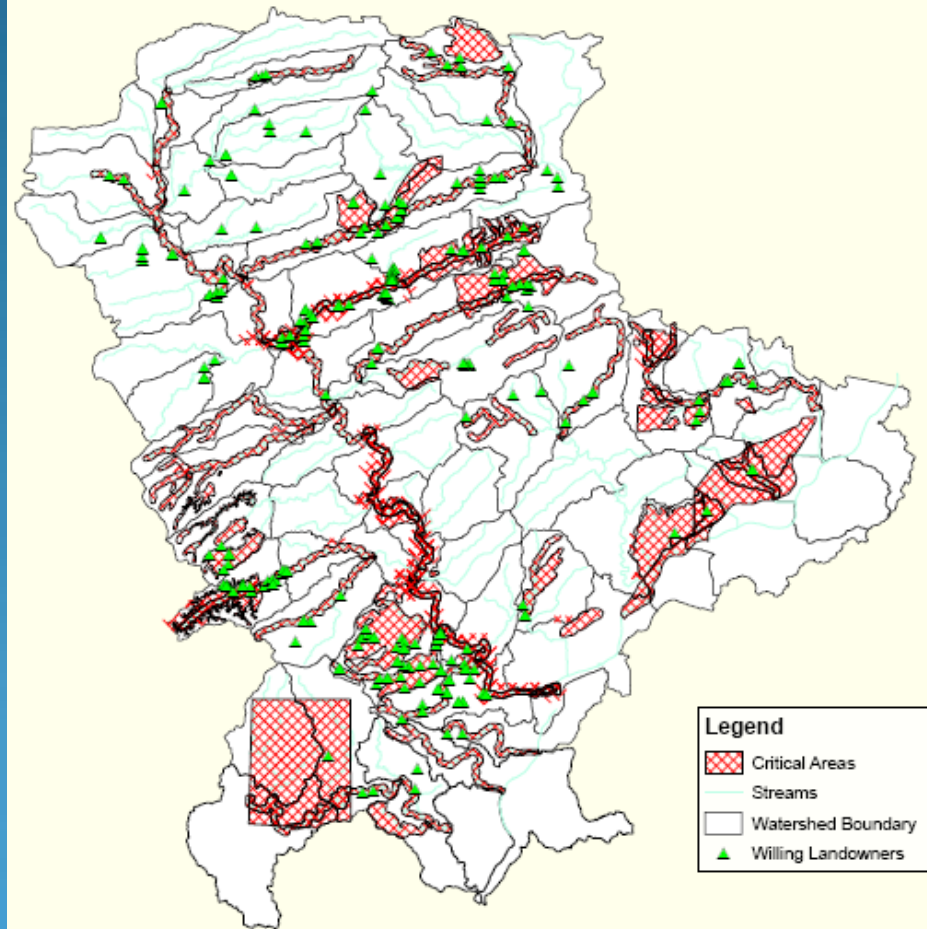 Legend
Critical Areas
Streams
Watershed Boundary
Willing Landowners